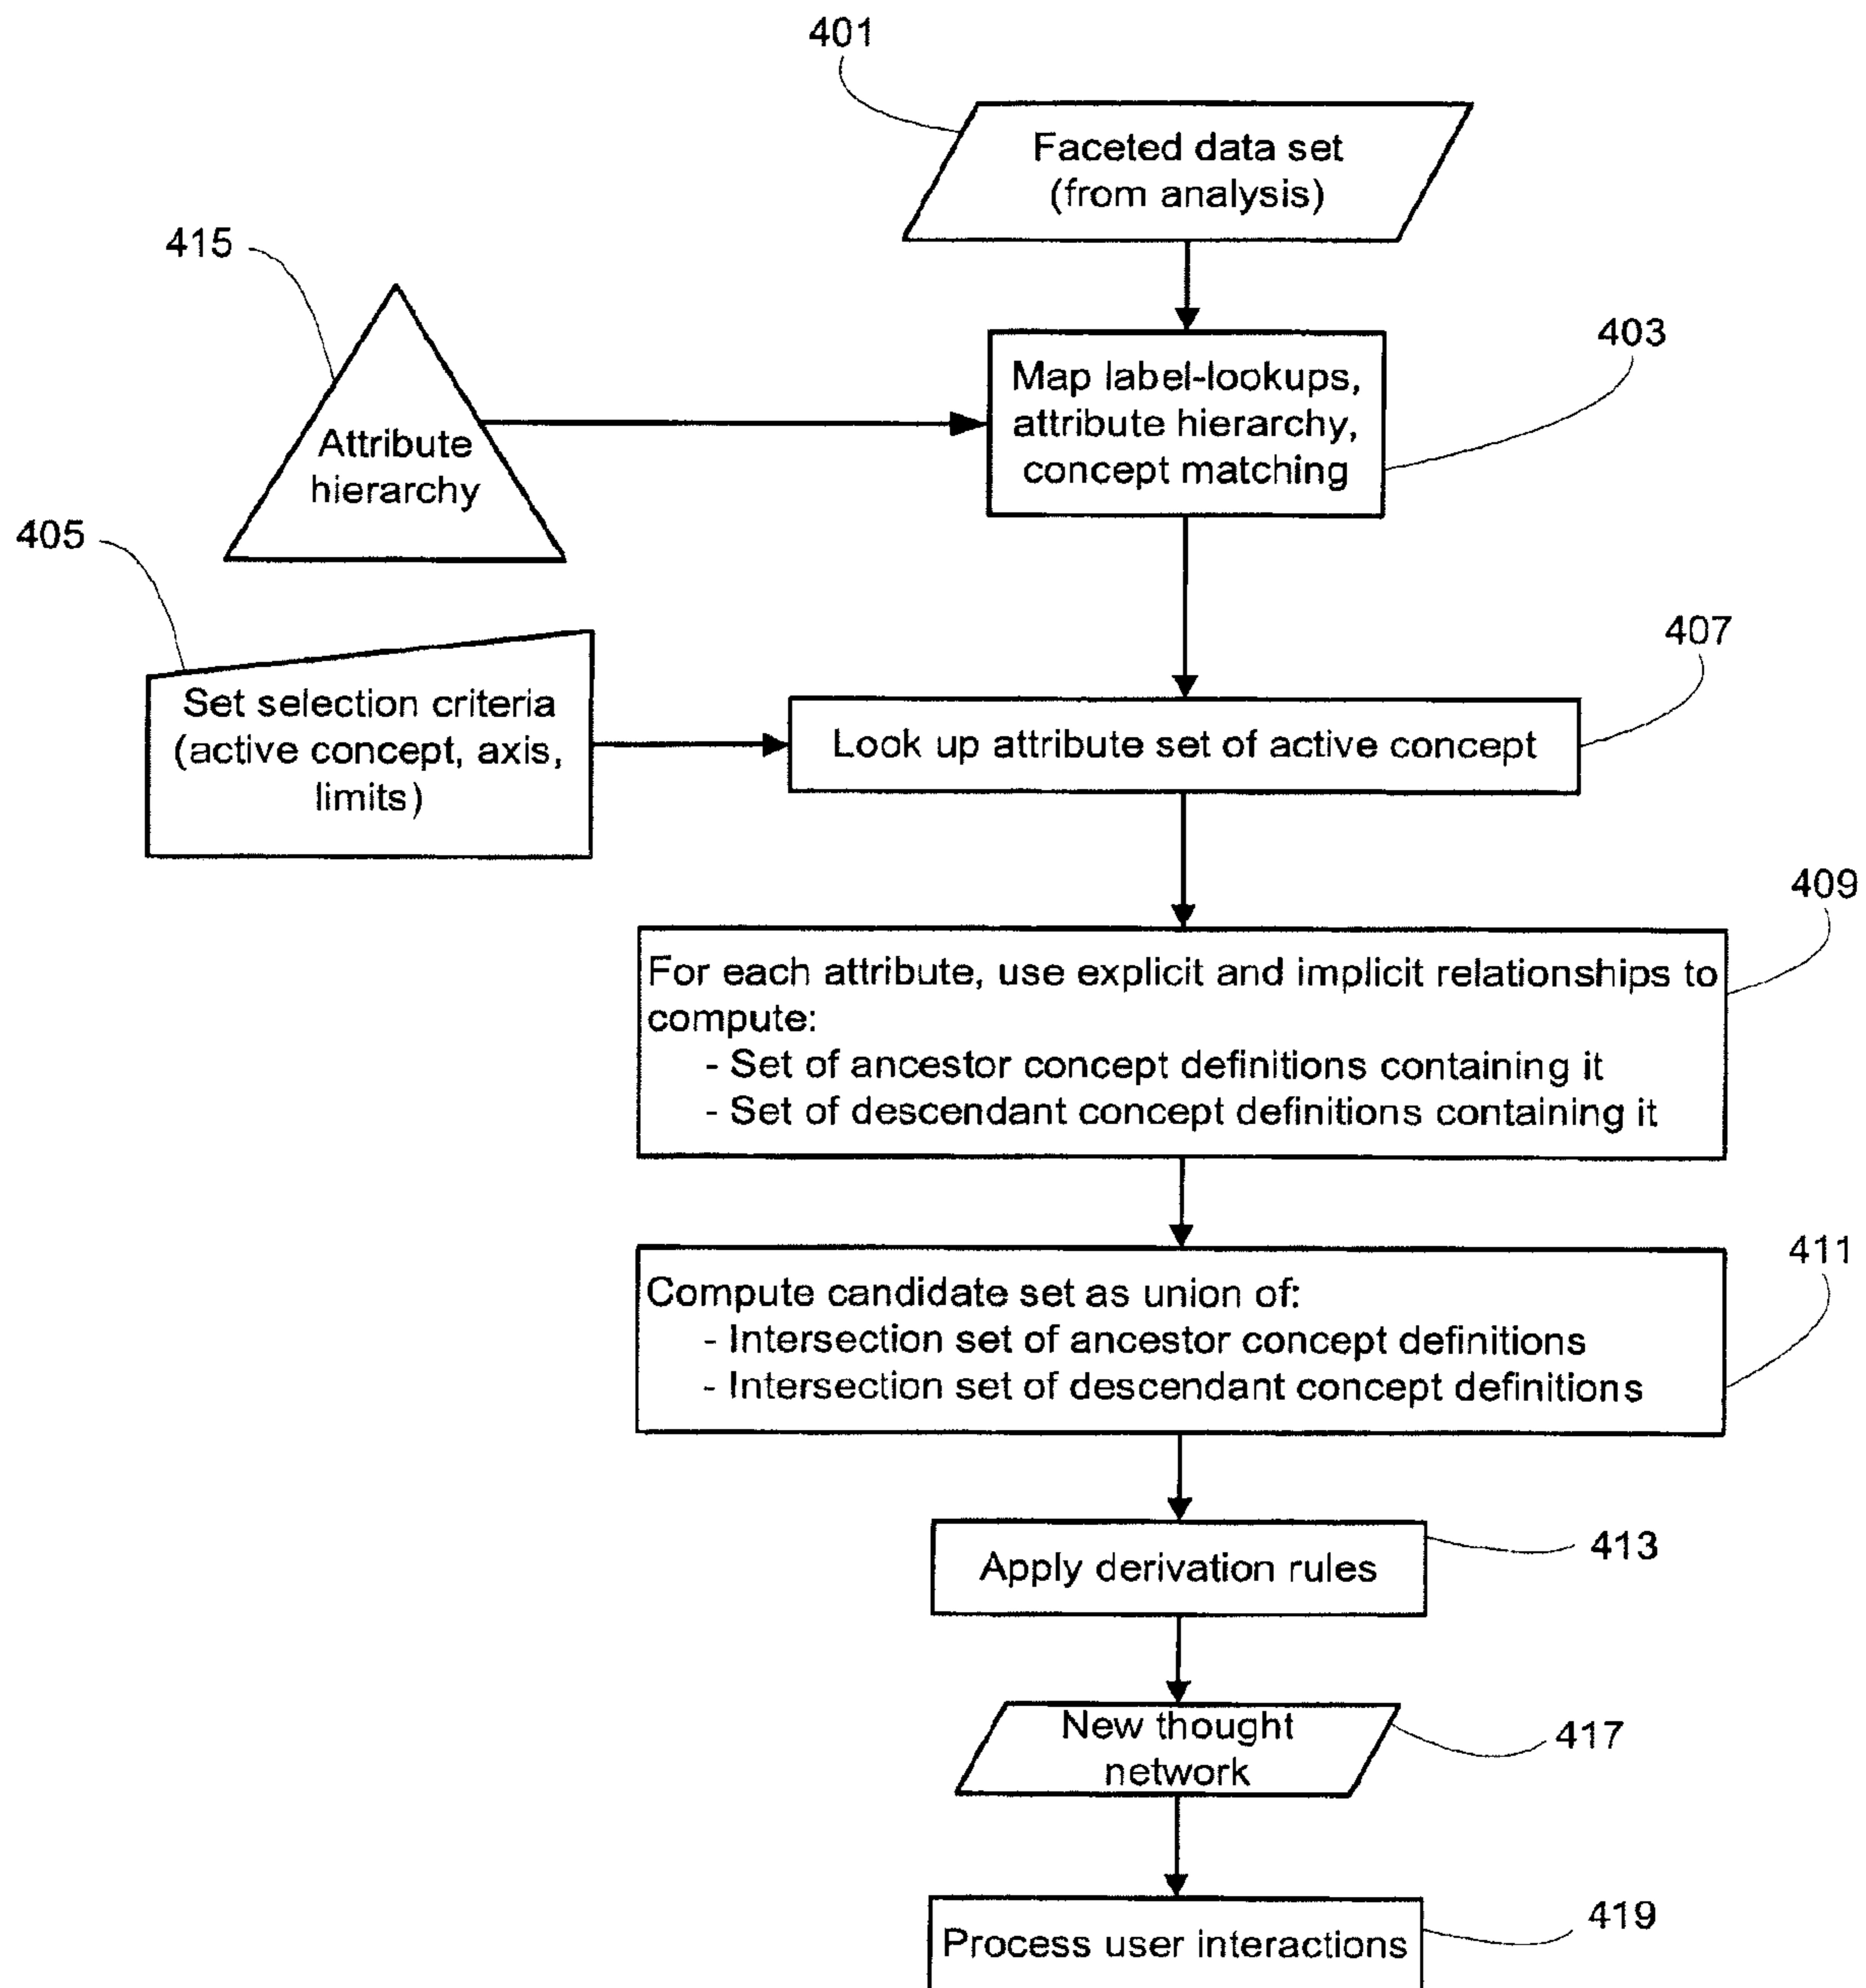 401
Faceted data set
(from analysis)
415
403
Map label-lookups,
attribute hierarchy,
concept matching
Attribute
hierarchy
405
407
Set selection criteria
(active concept, axis,
limits)
Look up attribute set of active concept
409
For each attribute, use explicit and implicit relationships to
compute:
- Set of ancestor concept definitions containing it
- Set of descendant concept definitions containing it
411
Compute candidate set as union of:
- Intersection set of ancestor concept definitions
- Intersection set of descendant concept definitions
413
Apply derivation rules
New thought
network
417
419
Process user interactions